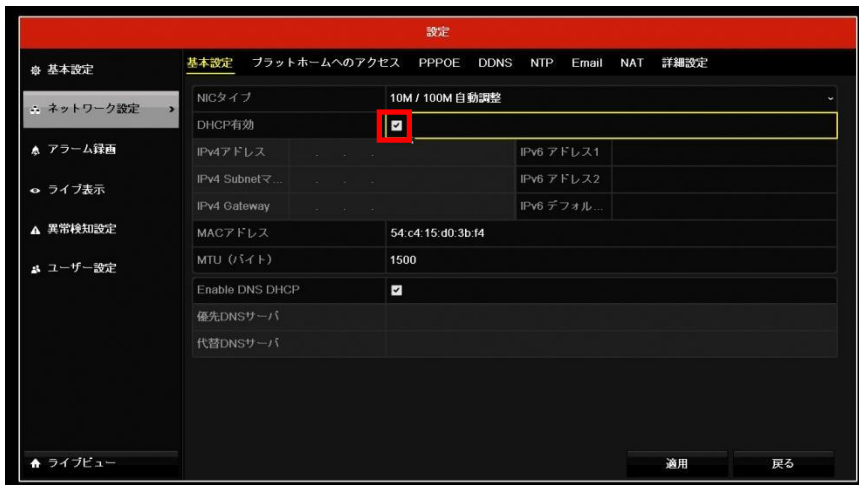 設定
基本設定
ネットワーク設定 >
アラーム録画
ライブ表示
異常検知設定
ユーザー設定
ライブビュー
基本設定 プラットホームへのアクセス PPPOE DDNS NTP Email NAT 詳細設定
NICタイプ 10M / 100M 自動調整
DHCP有効
IPv4アドレス . . . IPv6 アドレス1
IPv4 Subnetマ... . . . IPv6 アドレス2
IPv4 Gateway . . . IPv6 デフォル...
MACアドレス 54:c4:15:d0:3b:f4
MTU（バイト） 1500
Enable DNS DHCP
優先DNSサーバ
代替DNSサーバ
適用 戻る